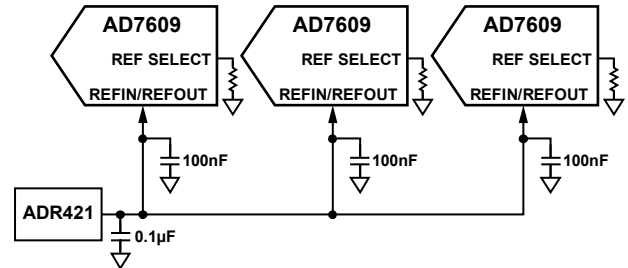 AD7609
REF SELECT
REFIN/REFOUT
100nF
AD7609
REF SELECT
REFIN/REFOUT
100nF
AD7609
REF SELECT
REFIN/REFOUT
100nF
ADR421
0.1µF